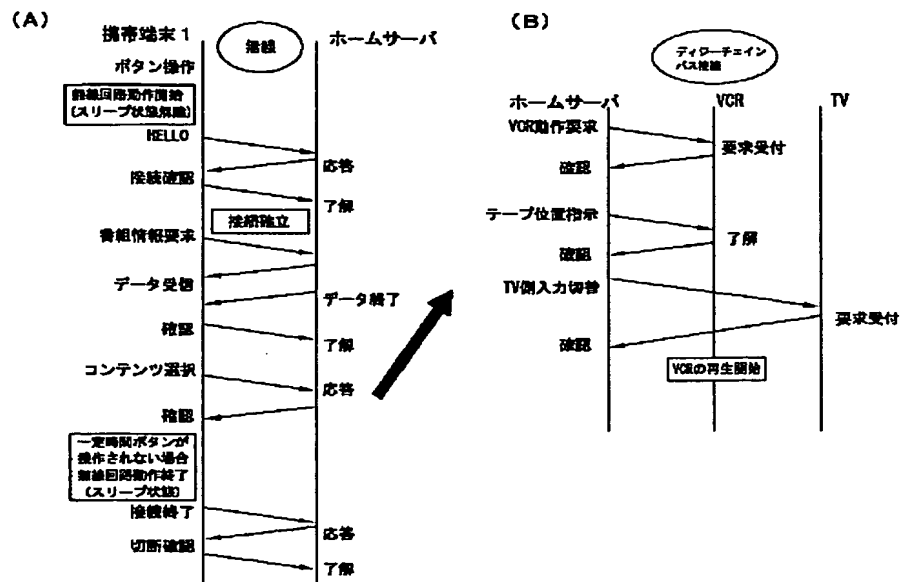 (A)
携帯端末1
無線
ホームサーバ
ボタン操作
無線回路動作開始
(スリープ状態解除)
HELLO
応答
接続確認
了解
接続確立
番組情報要求
データ受信
データ終了
確認
了解
コンテンツ選択
応答
確認
一定時間ボタンが
操作されない場合
無線回路動作終了
(スリープ状態)
接続終了
応答
切断確認
了解
(B)
ディジーチェイン
バス接続
ホームサーバ
VCR
TV
VCR動作要求
要求受付
確認
テープ位置指示
了解
確認
TV側入力切替
要求受付
確認
VCRの再生開始